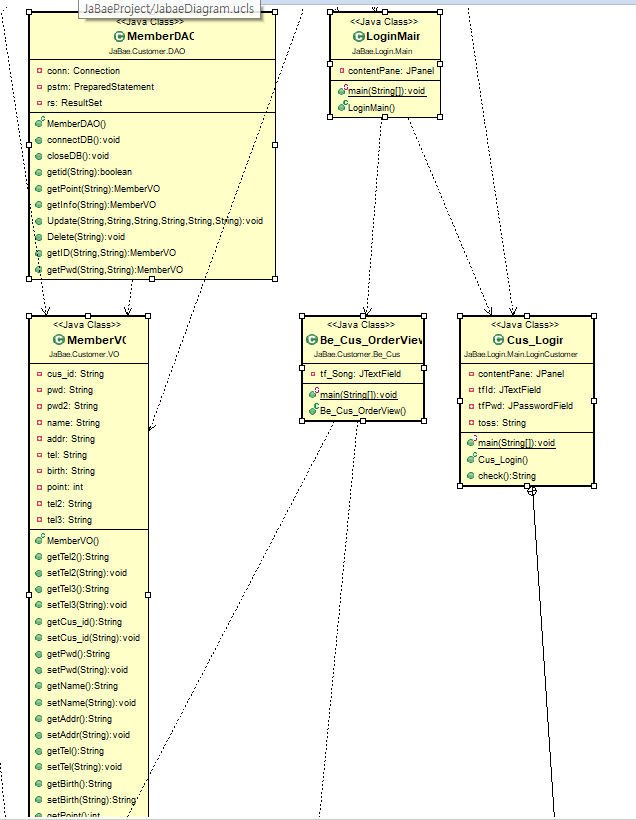 JaBaeProject/JabaeDiagram.ucls
<<Java Class>>
MemberDAO
JaBae.Customer.DAO
conn: Connection
pstm: PreparedStatement
rs: ResultSet
MemberDAO()
connectDB():void
closeDB():void
getid(String):boolean
getPoint(String):MemberVO
getInfo(String):MemberVO
Update(String,String,String,String,String,String):void
Delete(String):void
getID(String,String):MemberVO
getPwd(String,String):MemberVO
<<Java Class>>
LoginMain
JaBae.Login.Main
contentPane: JPanel
main(String[]):void
LoginMain()
<<Java Class>>
MemberVO
JaBae.Customer.VO
cus_id: String
pwd: String
pwd2: String
name: String
addr: String
tel: String
birth: String
point: int
tel2: String
tel3: String
MemberVO()
getTel2():String
setTel2(String):void
getTel3():String
setTel3(String):void
getCus_id():String
setCus_id(String):void
getPwd():String
setPwd(String):void
getName():String
setName(String):void
getAddr():String
setAddr(String):void
getTel():String
setTel(String):void
getBirth():String
setBirth(String):String
getPoint():int
<<Java Class>>
Be_Cus_OrderView
JaBae.Customer.Be_Cus
tf_Song: JTextField
main(String[]):void
Be_Cus_OrderView()
<<Java Class>>
Cus_Login
JaBae.Login.Main.LoginCustomer
contentPane: JPanel
tfId: JTextField
tfPwd: JPasswordField
toss: String
main(String[]):void
Cus_Login()
check():String